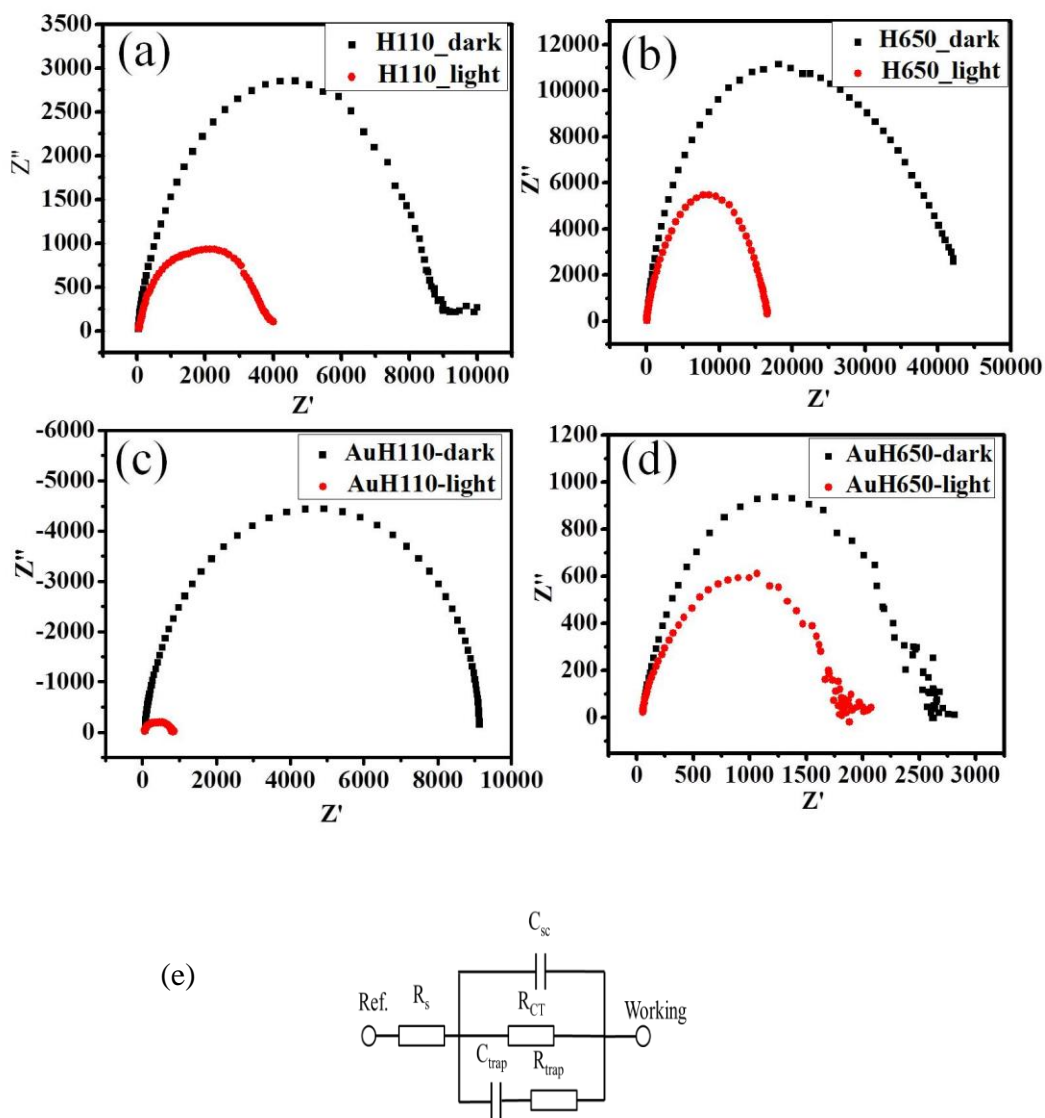 (a)
H110_dark
H110_light
3500
3000
2500
2000
1500
1000
500
0
Z"
0 2000 4000 6000 8000 10000
Z'
(b)
H650_dark
H650_light
12000
10000
8000
6000
4000
2000
0
Z"
0 10000 20000 30000 40000 50000
Z'
(c)
AuH110-dark
AuH110-light
-6000
-5000
-4000
-3000
-2000
-1000
0
Z"
0 2000 4000 6000 8000 10000
Z'
(d)
AuH650-dark
AuH650-light
1200
1000
800
600
400
200
0
Z"
0 500 1000 1500 2000 2500 3000
Z'
(e)
Csc
Ref. Rs RCT Working
Ctrap Rtrap